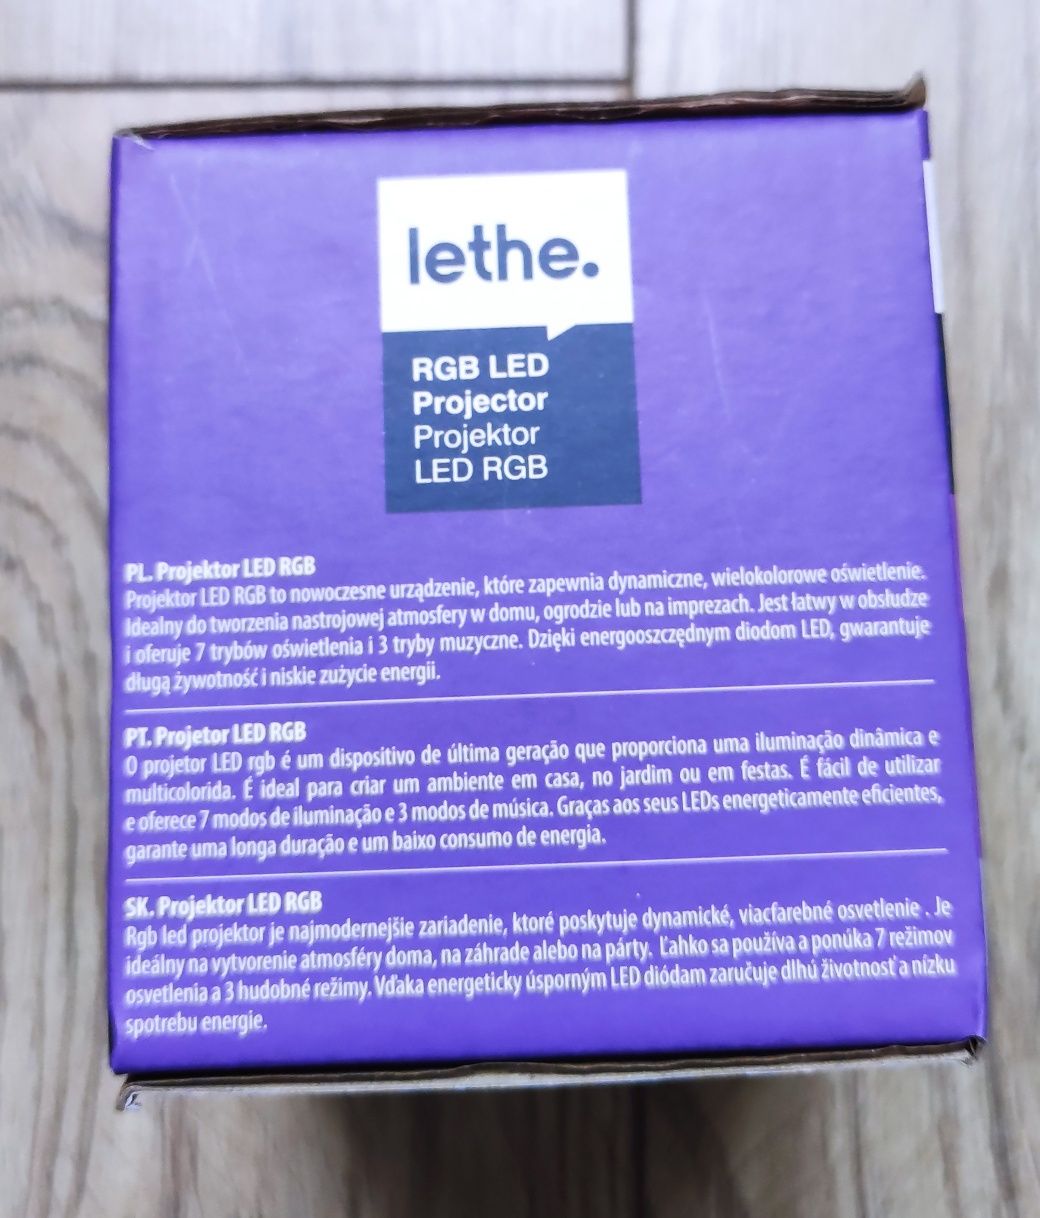 lethe.
RGB LED
Projector
Projektor
LED RGB
PL. Projektor LED RGB
Projektor LED RGB to nowoczesne urządzenie, które zapewnia dynamiczne, wielokolorowe oświetlenie.
Idealny do tworzenia nastrojowej atmosfery w domu, ogrodzie lub na imprezach. Jest łatwy w obsłudze
i oferuje 7 trybów oświetlenia i 3 tryby muzyczne. Dzięki energooszczędnym diodom LED, gwarantuje
długą żywotność i niskie zużycie energii.
PT. Projetor LED RGB
O projetor LED rgb é um dispositivo de última geração que proporciona uma iluminação dinâmica e
multicolorida. É ideal para criar um ambiente em casa, no jardim ou em festas. É fácil de utilizar
e oferece 7 modos de iluminação e 3 modos de música. Graças aos seus LEDs energeticamente eficientes,
garante uma longa duração e um baixo consumo de energia.
SK. Projektor LED RGB
Rgb led projektor je najmodernejšie zariadenie, ktoré poskytuje dynamické, viacfarebné osvetlenie . Je
ideálny na vytvorenie atmosféry doma, na záhrade alebo na párty. Ľahko sa používa a ponúka 7 režimov
osvetlenia a 3 hudobné režimy. Vďaka energeticky úsporným LED diódam zaručuje dlhú životnosť a nízku
spotrebu energie.